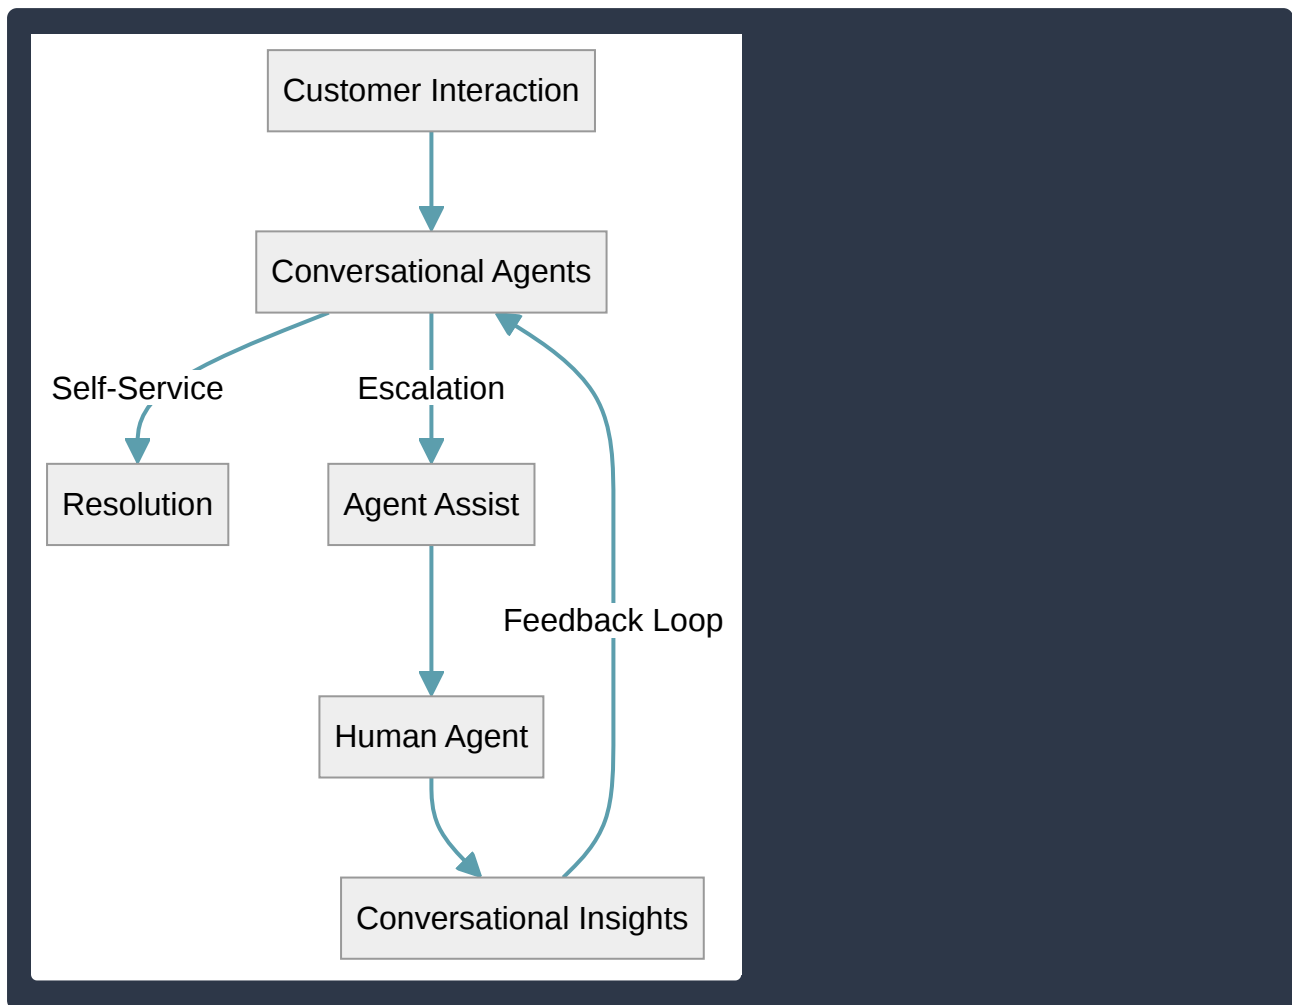 Customer Interaction
Conversational Agents
Self-Service
Escalation
Resolution
Agent Assist
Feedback Loop
Human Agent
Conversational Insights